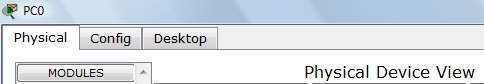 PC0
Physical Config Desktop
MODULES Physical Device View